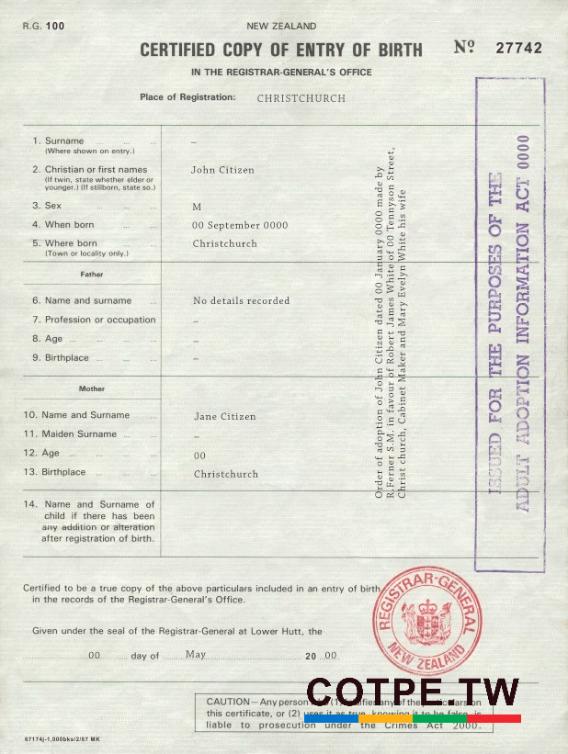 R.G. 100
NEW ZEALAND
CERTIFIED COPY OF ENTRY OF BIRTH
Nº 27742
IN THE REGISTRAR-GENERAL'S OFFICE
Place of Registration: CHRISTCHURCH
1. Surname ... ... –
(Where shown on entry.)
2. Christian or first names John Citizen
(If twin, state whether elder or
younger.) (If stillborn, state so.)
3. Sex ... ... M
4. When born ... ... 00 September 0000
5. Where born ... Christchurch
(Town or locality only.)
Father
6. Name and surname ... No details recorded
7. Profession or occupation –
8. Age ... ... –
9. Birthplace ... ... –
Mother
10. Name and Surname ... Jane Citizen
11. Maiden Surname ... ... –
12. Age ... ... 00
13. Birthplace ... ... Christchurch
14. Name and Surname of
child if there has been
any addition or alteration
after registration of birth.
Order of adoption of John Citizen dated 00 January 0000 made by
R.Ferner S.M. in favour of Robert James White of 00 Tennyson Street,
Christ church, Cabinet Maker and Mary Evelyn White his wife
ISSUED FOR THE PURPOSES OF THE
ADULT ADOPTION INFORMATION ACT 0000
Certified to be a true copy of the above particulars included in an entry of birth
in the records of the Registrar-General's Office.
Given under the seal of the Registrar-General at Lower Hutt, the
00 day of May 20 00
REGISTRAR-GENERAL
NEW ZEALAND
CAUTION—Any person who (1) falsifies any of the particulars on
this certificate, or (2) uses it as true, knowing it to be false, is
liable to prosecution under the Crimes Act 2000.
COTPE.TW
67174J-1,000bks/2/87 MK